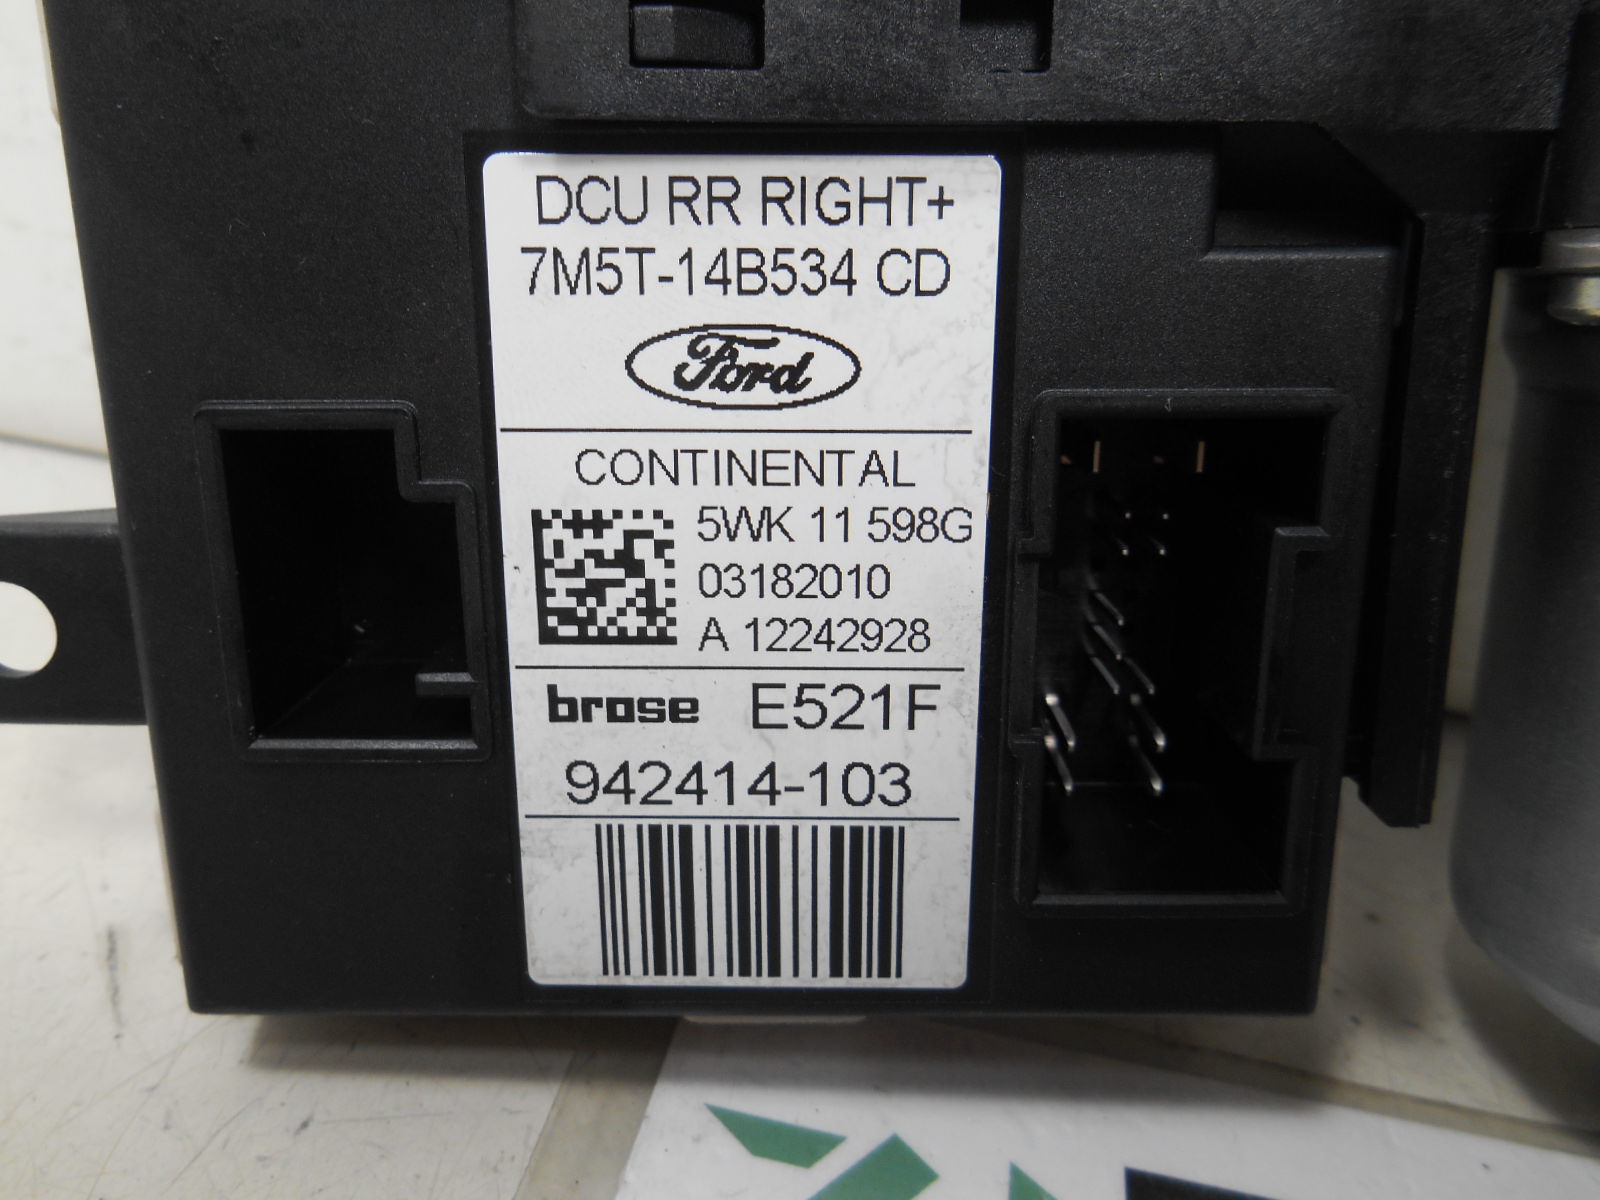 DCU RR RIGHT+
7M5T-14B534 CD
Ford
CONTINENTAL
5WK 11 598G
03182010
A 12242928
brose E521F
942414-103